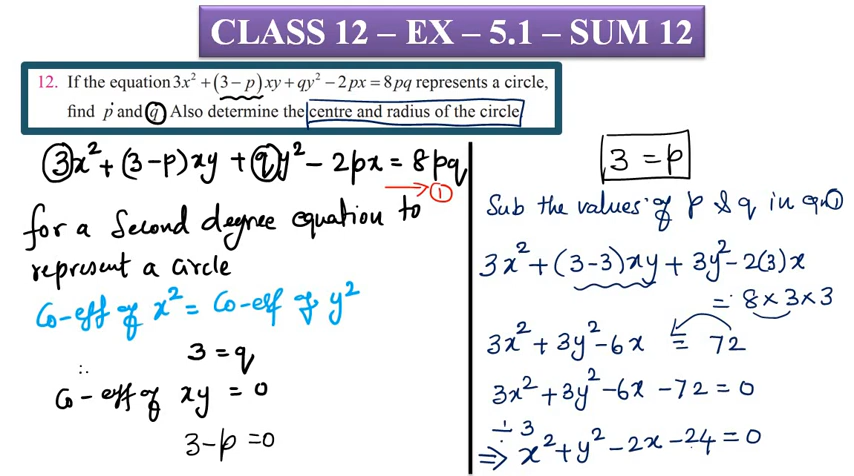 CLASS 12 – EX – 5.1 – SUM 12
12. If the equation 3x² + (3 − p)xy + qy² − 2px = 8pq represents a circle,
find p and q. Also determine the centre and radius of the circle
3x² + (3-p)xy + qy² - 2px = 8pq
→ ①
for a Second degree equation to
represent a Circle
Co-eff of x² = Co-eff of y²
3 = q
∴
Co-eff of xy = 0
3-p = 0
3 = p
Sub the values of p & q in eqn ①
3x² + (3-3)xy + 3y² - 2(3)x
= 8 × 3 × 3
3x² + 3y² - 6x = 72
3x² + 3y² - 6x - 72 = 0
÷ 3
⇒ x² + y² - 2x - 24 = 0